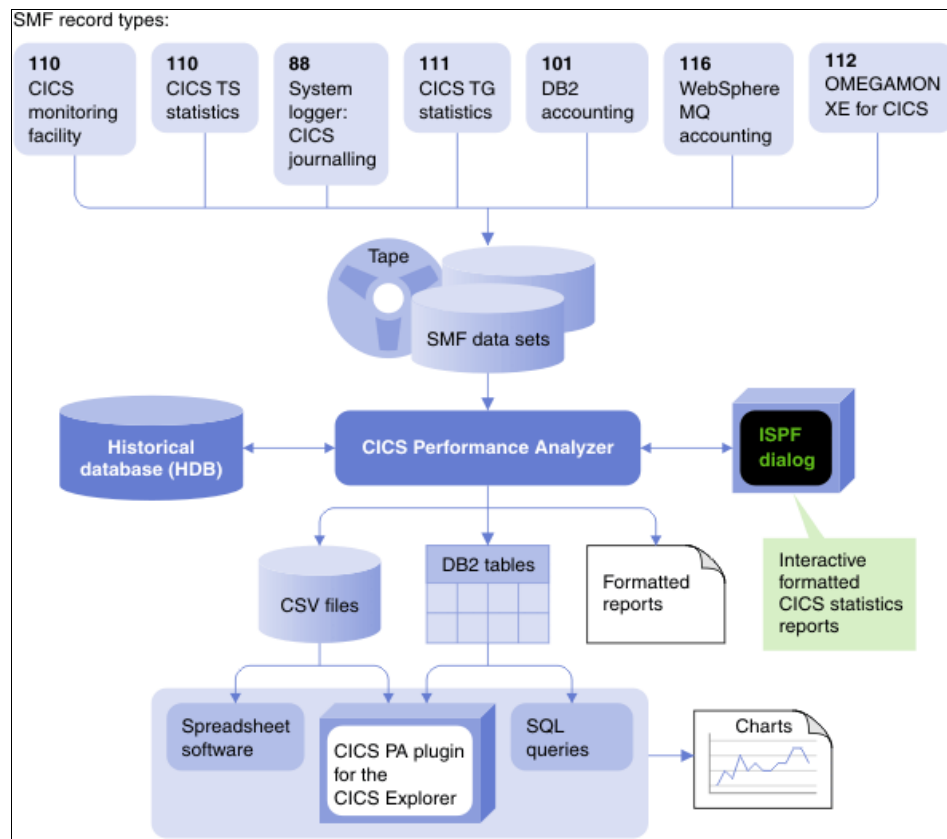 SMF record types:
110
CICS
monitoring
facility
110
CICS TS
statistics
88
System
logger:
CICS
journalling
111
CICS TG
statistics
101
DB2
accounting
116
WebSphere
MQ
accounting
112
OMEGAMON
XE for CICS
Tape
SMF data sets
Historical
database (HDB)
CICS Performance Analyzer
ISPF
dialog
CSV files
DB2 tables
Formatted
reports
Interactive
formatted
CICS statistics
reports
Spreadsheet
software
CICS PA plugin
for the
CICS Explorer
SQL
queries
Charts